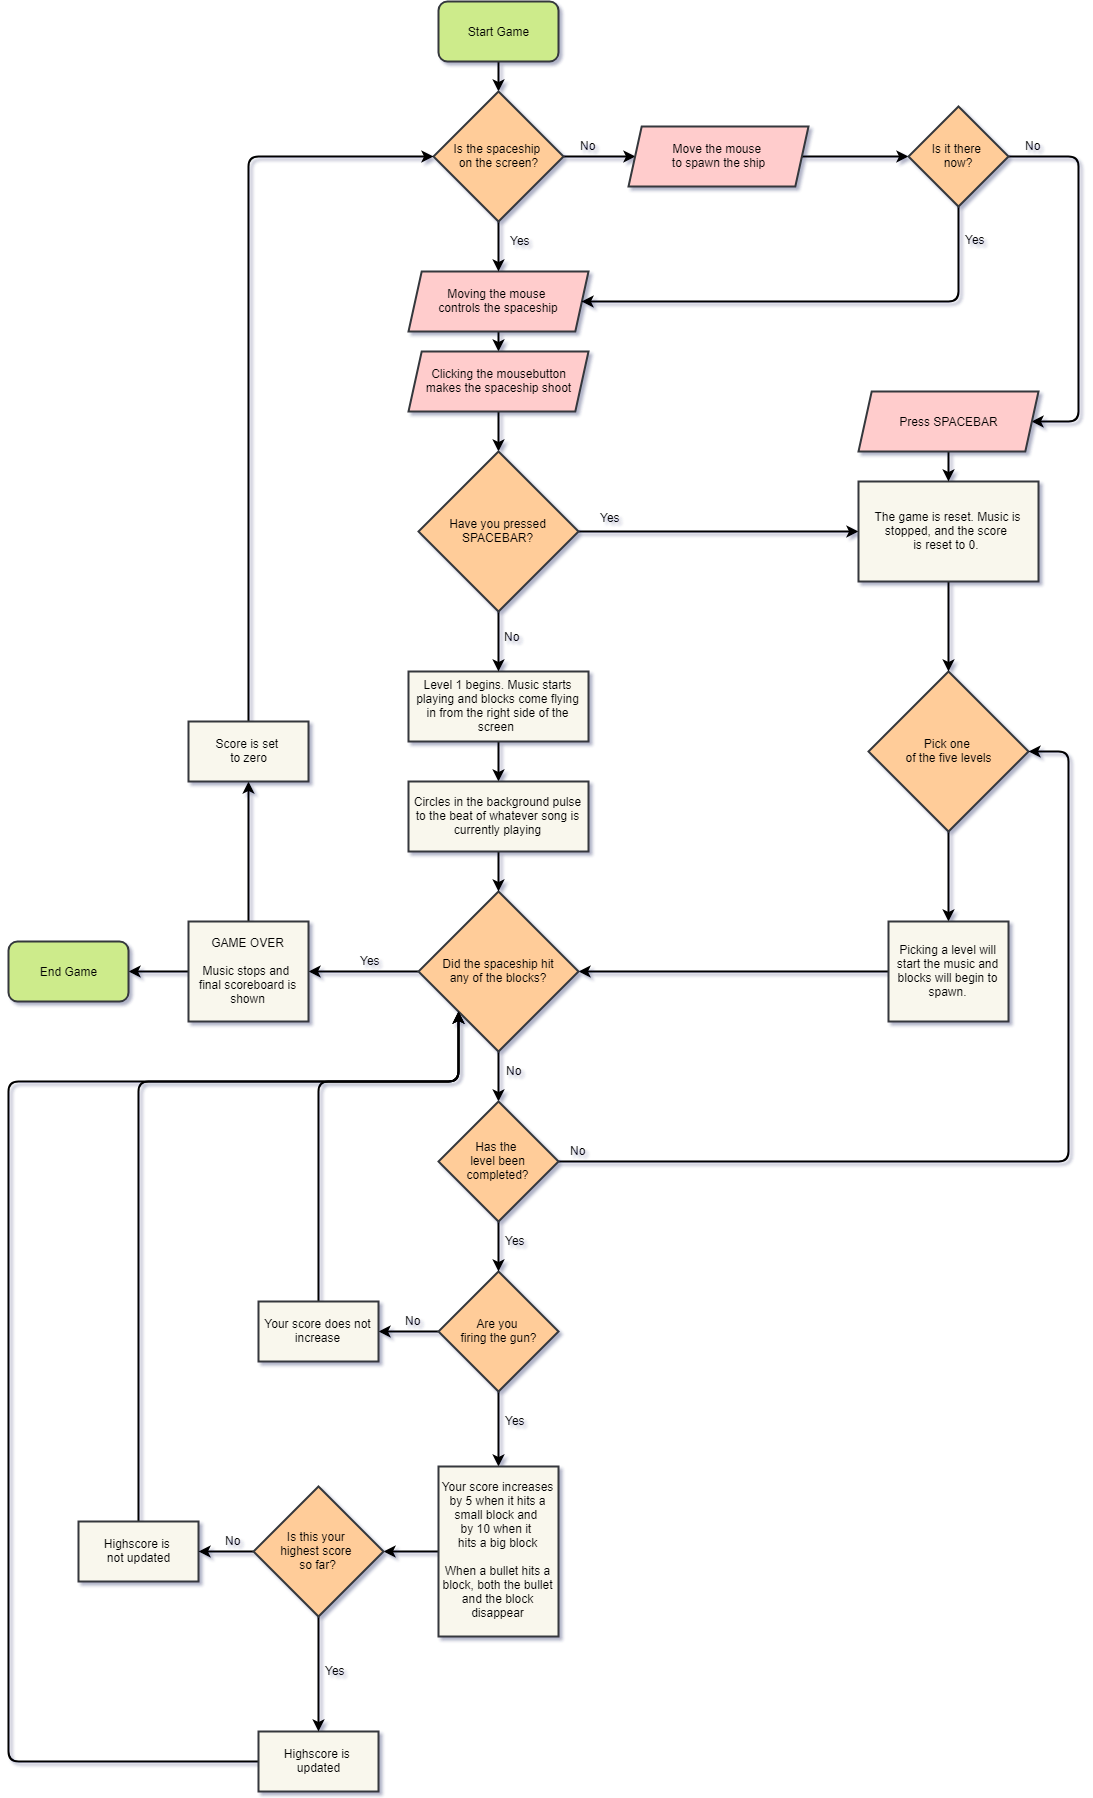 Start Game
Is the spaceship
on the screen?
No
Move the mouse
to spawn the ship
Is it there
now?
No
Yes
Yes
Moving the mouse
controls the spaceship
Clicking the mousebutton
makes the spaceship shoot
Press SPACEBAR
Have you pressed
SPACEBAR?
Yes
The game is reset. Music is
stopped, and the score
is reset to 0.
No
Level 1 begins. Music starts
playing and blocks come flying
in from the right side of the
screen
Score is set
to zero
Pick one
of the five levels
Circles in the background pulse
to the beat of whatever song is
currently playing
End Game
GAME OVER
Music stops and
final scoreboard is
shown
Yes
Did the spaceship hit
any of the blocks?
Picking a level will
start the music and
blocks will begin to
spawn.
No
Has the
level been
completed?
No
Yes
Your score does not
increase
No
Are you
firing the gun?
Yes
Your score increases
by 5 when it hits a
small block and
by 10 when it
hits a big block
When a bullet hits a
block, both the bullet
and the block
disappear
Is this your
highest score
so far?
No
Highscore is
not updated
Yes
Highscore is
updated